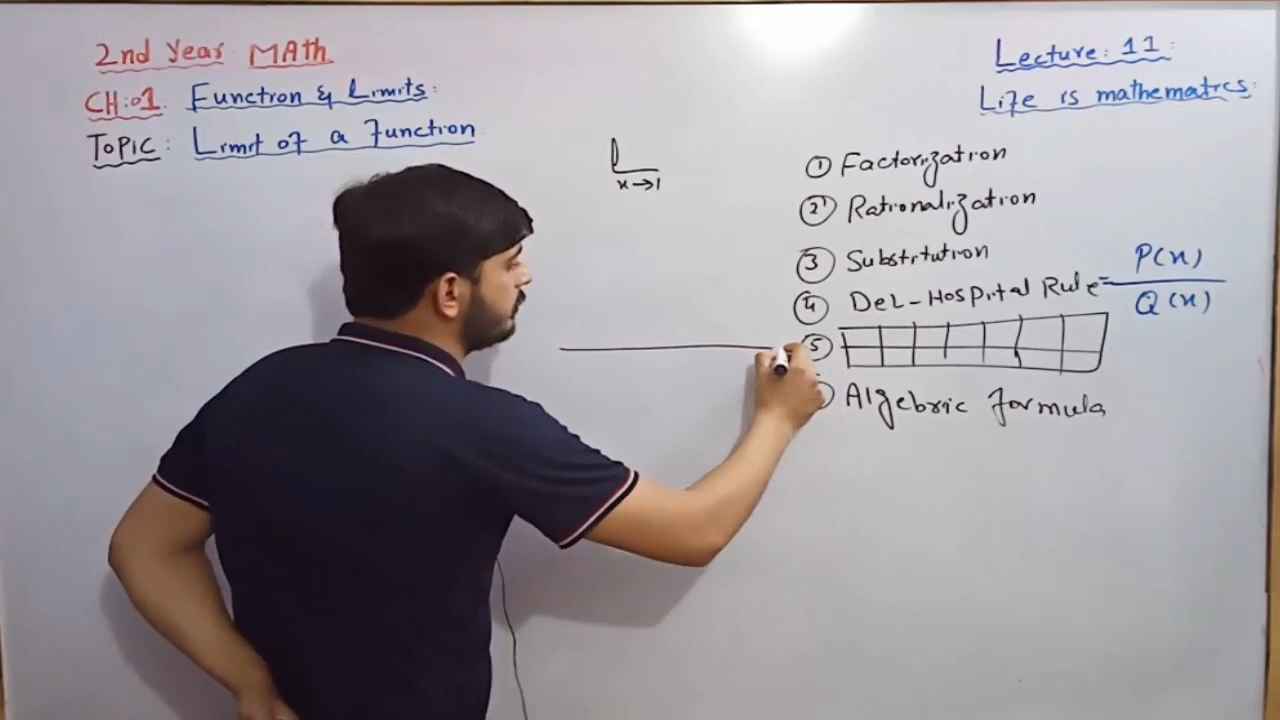 2nd Year MAth
CH:01. Function & Limits:
Topic: Limit of a Function
Lecture: 11
Life is mathematics:
l
x→1
① Factorization
② Rationalization
③ Substitution
④ Del-Hospital Rule = P(x) / Q(x)
⑤
Algebric formula